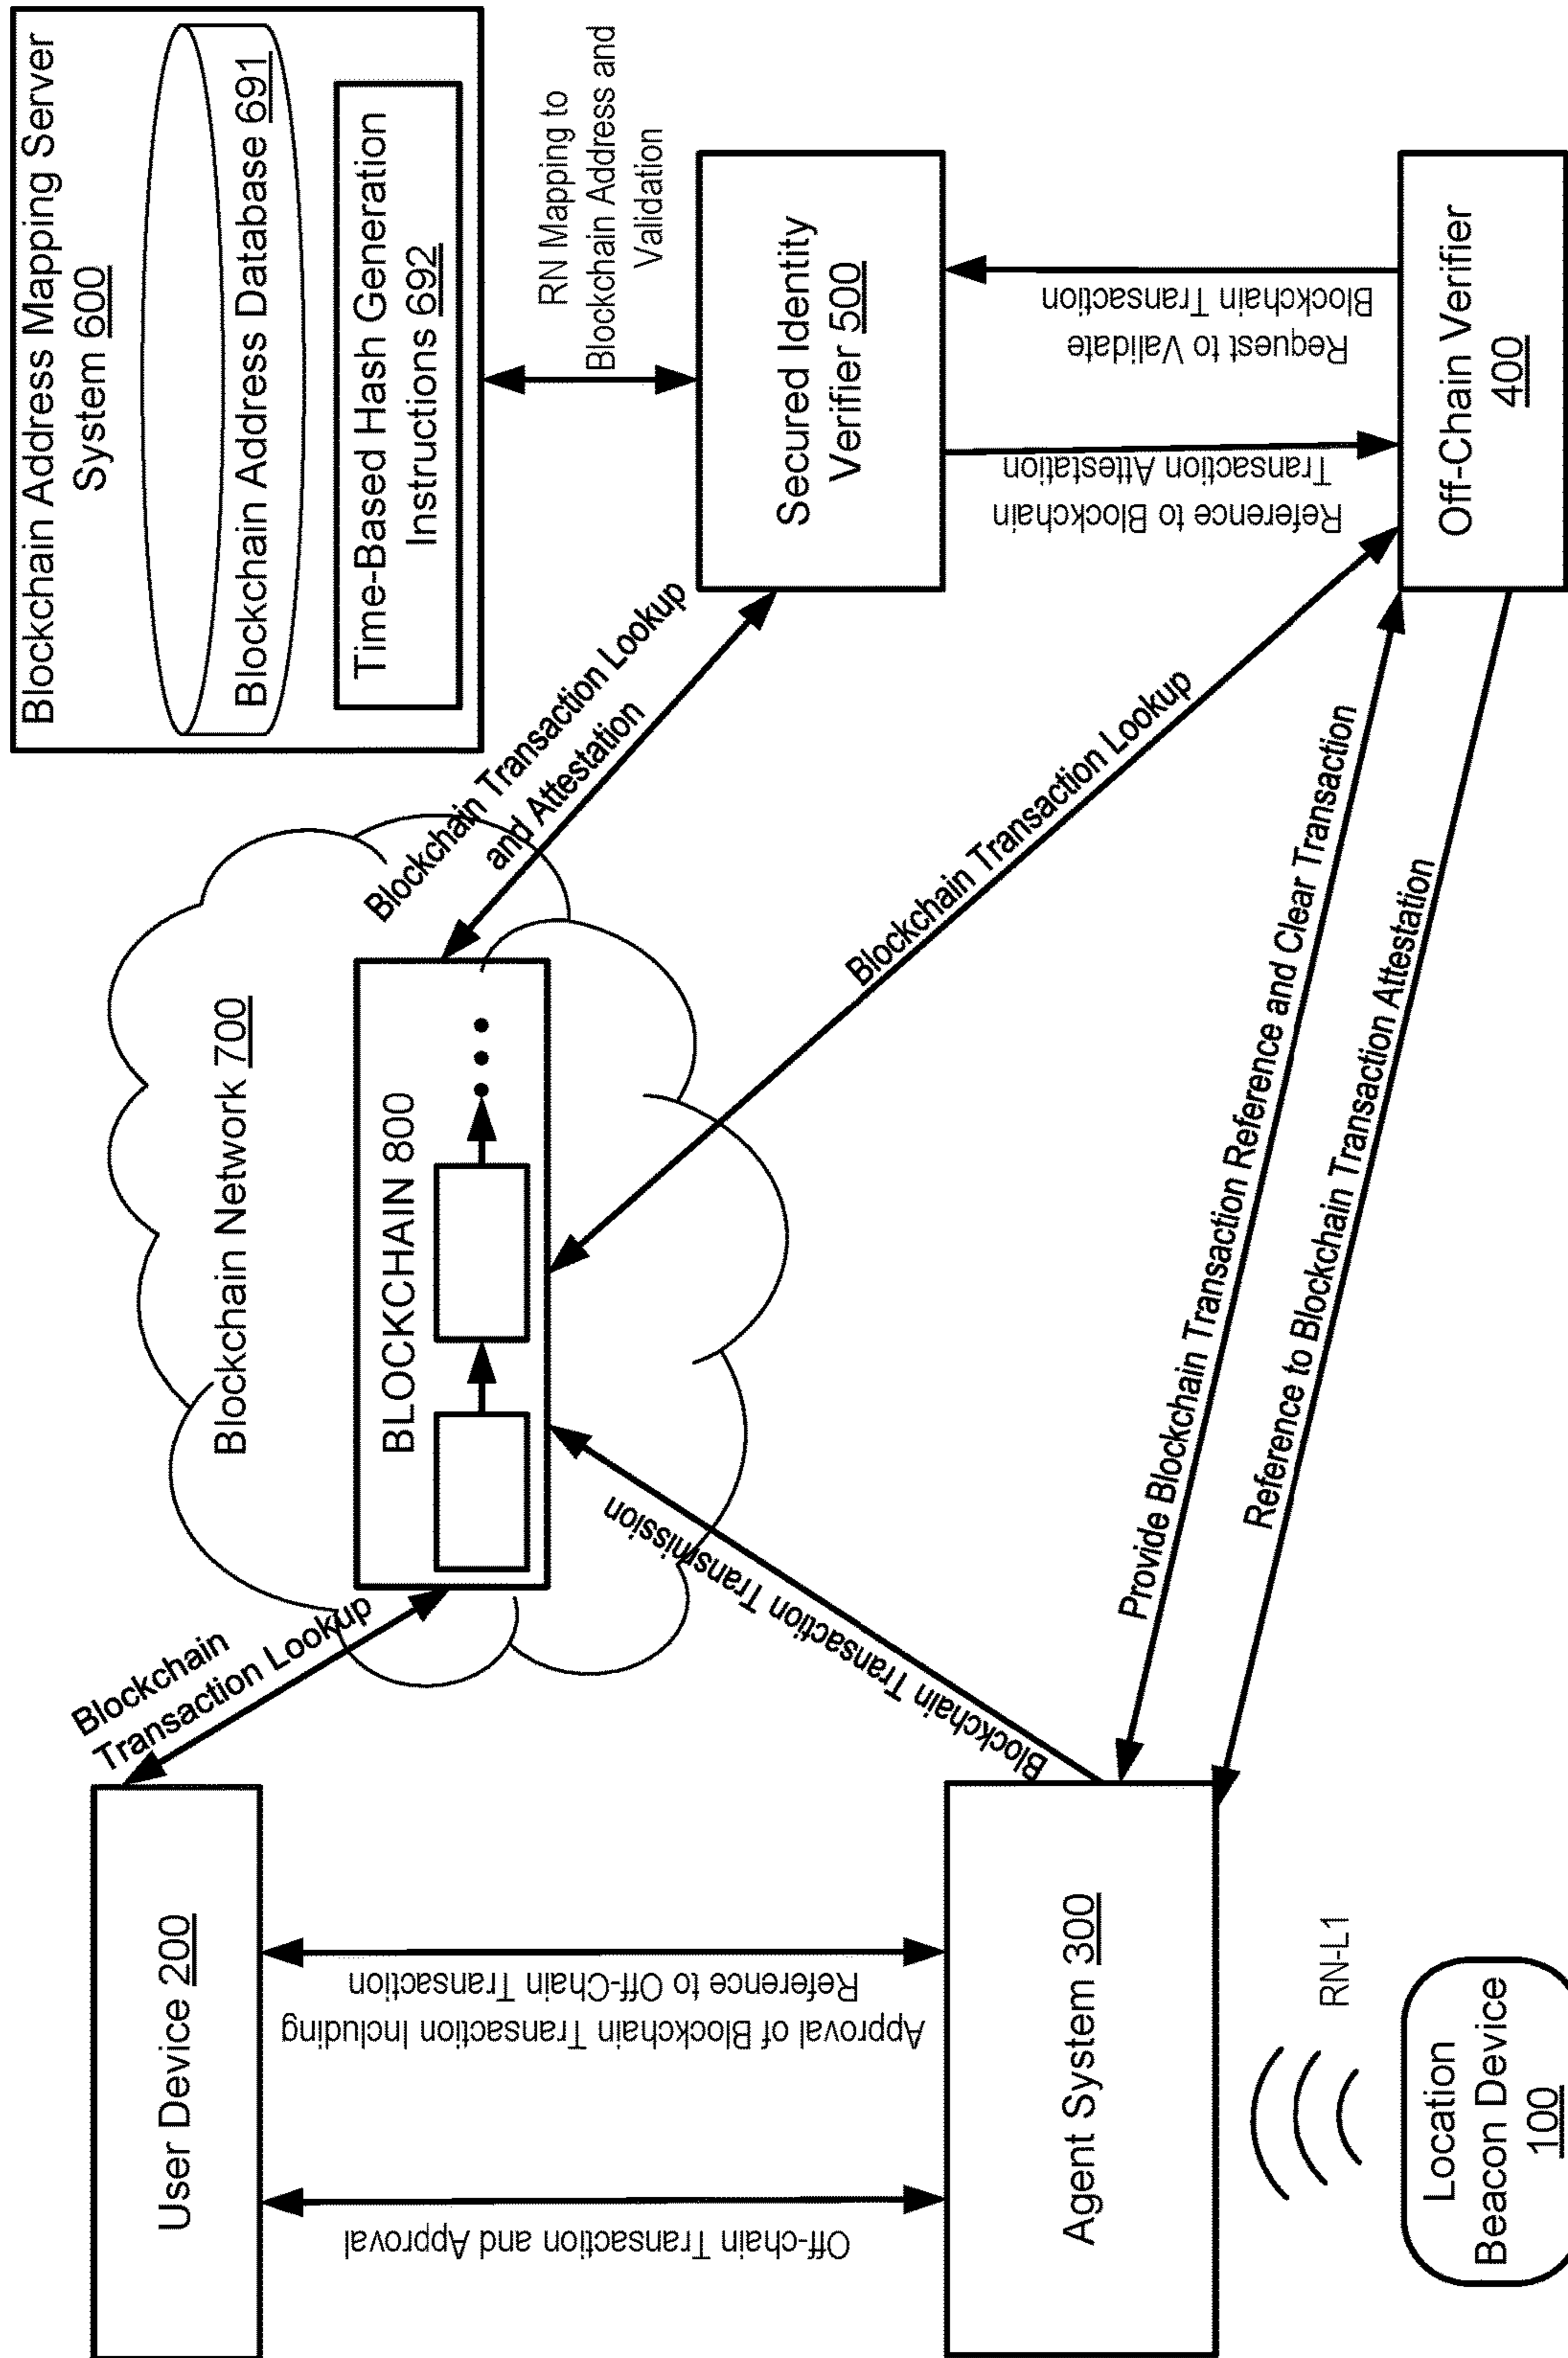 User Device 200
Blockchain
Transaction Lookup
Blockchain Network 700
BLOCKCHAIN 800
Blockchain Address Mapping Server
System 600
Blockchain Address Database 691
Time-Based Hash Generation
Instructions 692
RN Mapping to
Blockchain Address and
Validation
Blockchain Transaction Lookup
and Attestation
Secured Identity
Verifier 500
Off-chain Transaction and Approval
Approval of Blockchain Transaction Including
Reference to Off-Chain Transaction
Blockchain Transaction Transmission
Blockchain Transaction Lookup
Reference to Blockchain
Transaction Attestation
Request to Validate
Blockchain Transaction
Agent System 300
Provide Blockchain Transaction Reference and Clear Transaction
Reference to Blockchain Transaction Attestation
Off-Chain Verifier
400
RN-L1
Location
Beacon Device
100